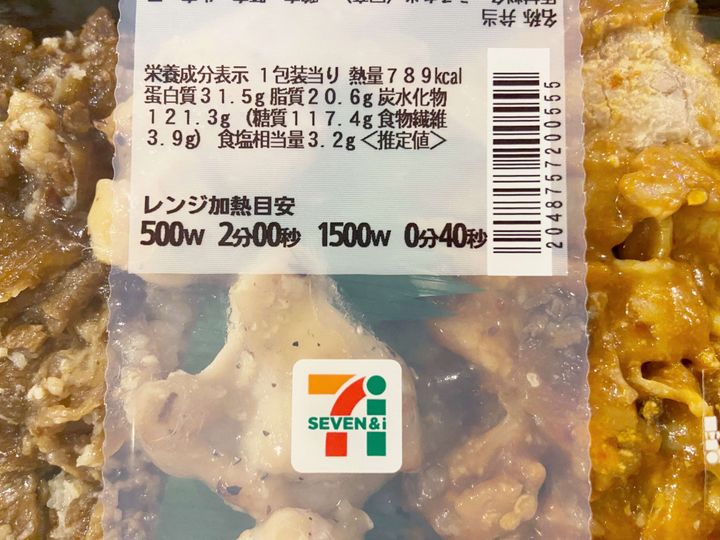 名称 弁当
栄養成分表示 1包装当り 熱量789kcal
蛋白質31.5g 脂質20.6g 炭水化物
121.3g (糖質117.4g 食物繊維
3.9g) 食塩相当量3.2g <推定値>
レンジ加熱目安
500W 2分00秒 1500W 0分40秒
2048757200555
SEVEN&i